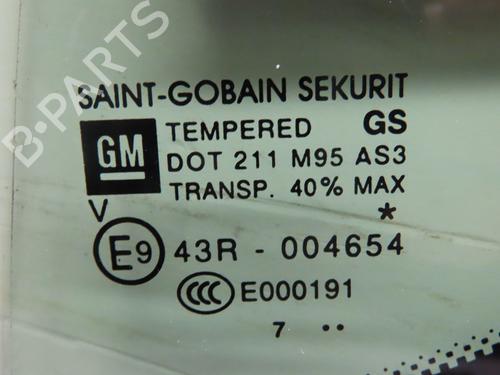 B-PARTS
SAINT-GOBAIN SEKURIT
GM TEMPERED GS
DOT 211 M95 AS3
TRANSP. 40% MAX
V *
E9 43R - 004654
CCC E000191
7 ..